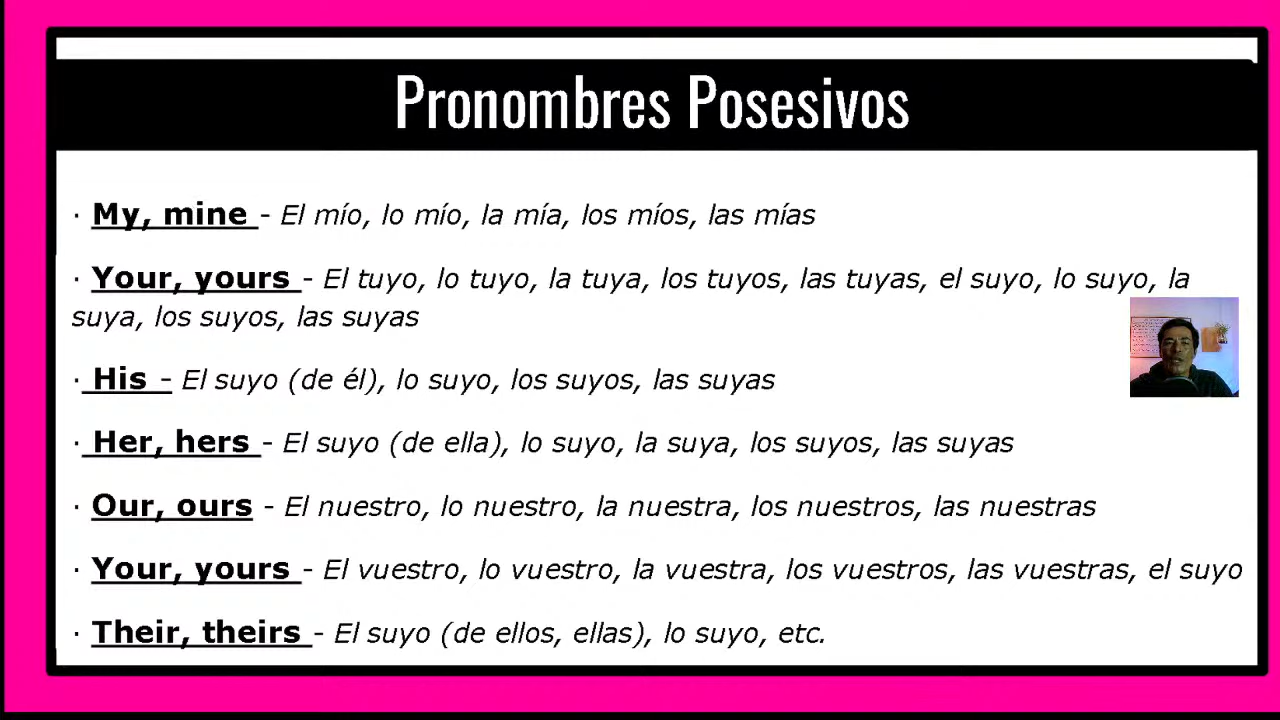 Pronombres Posesivos
· My, mine - El mío, lo mío, la mía, los míos, las mías
· Your, yours - El tuyo, lo tuyo, la tuya, los tuyos, las tuyas, el suyo, lo suyo, la
suya, los suyos, las suyas
· His - El suyo (de él), lo suyo, los suyos, las suyas
· Her, hers - El suyo (de ella), lo suyo, la suya, los suyos, las suyas
· Our, ours - El nuestro, lo nuestro, la nuestra, los nuestros, las nuestras
· Your, yours - El vuestro, lo vuestro, la vuestra, los vuestros, las vuestras, el suyo
· Their, theirs - El suyo (de ellos, ellas), lo suyo, etc.